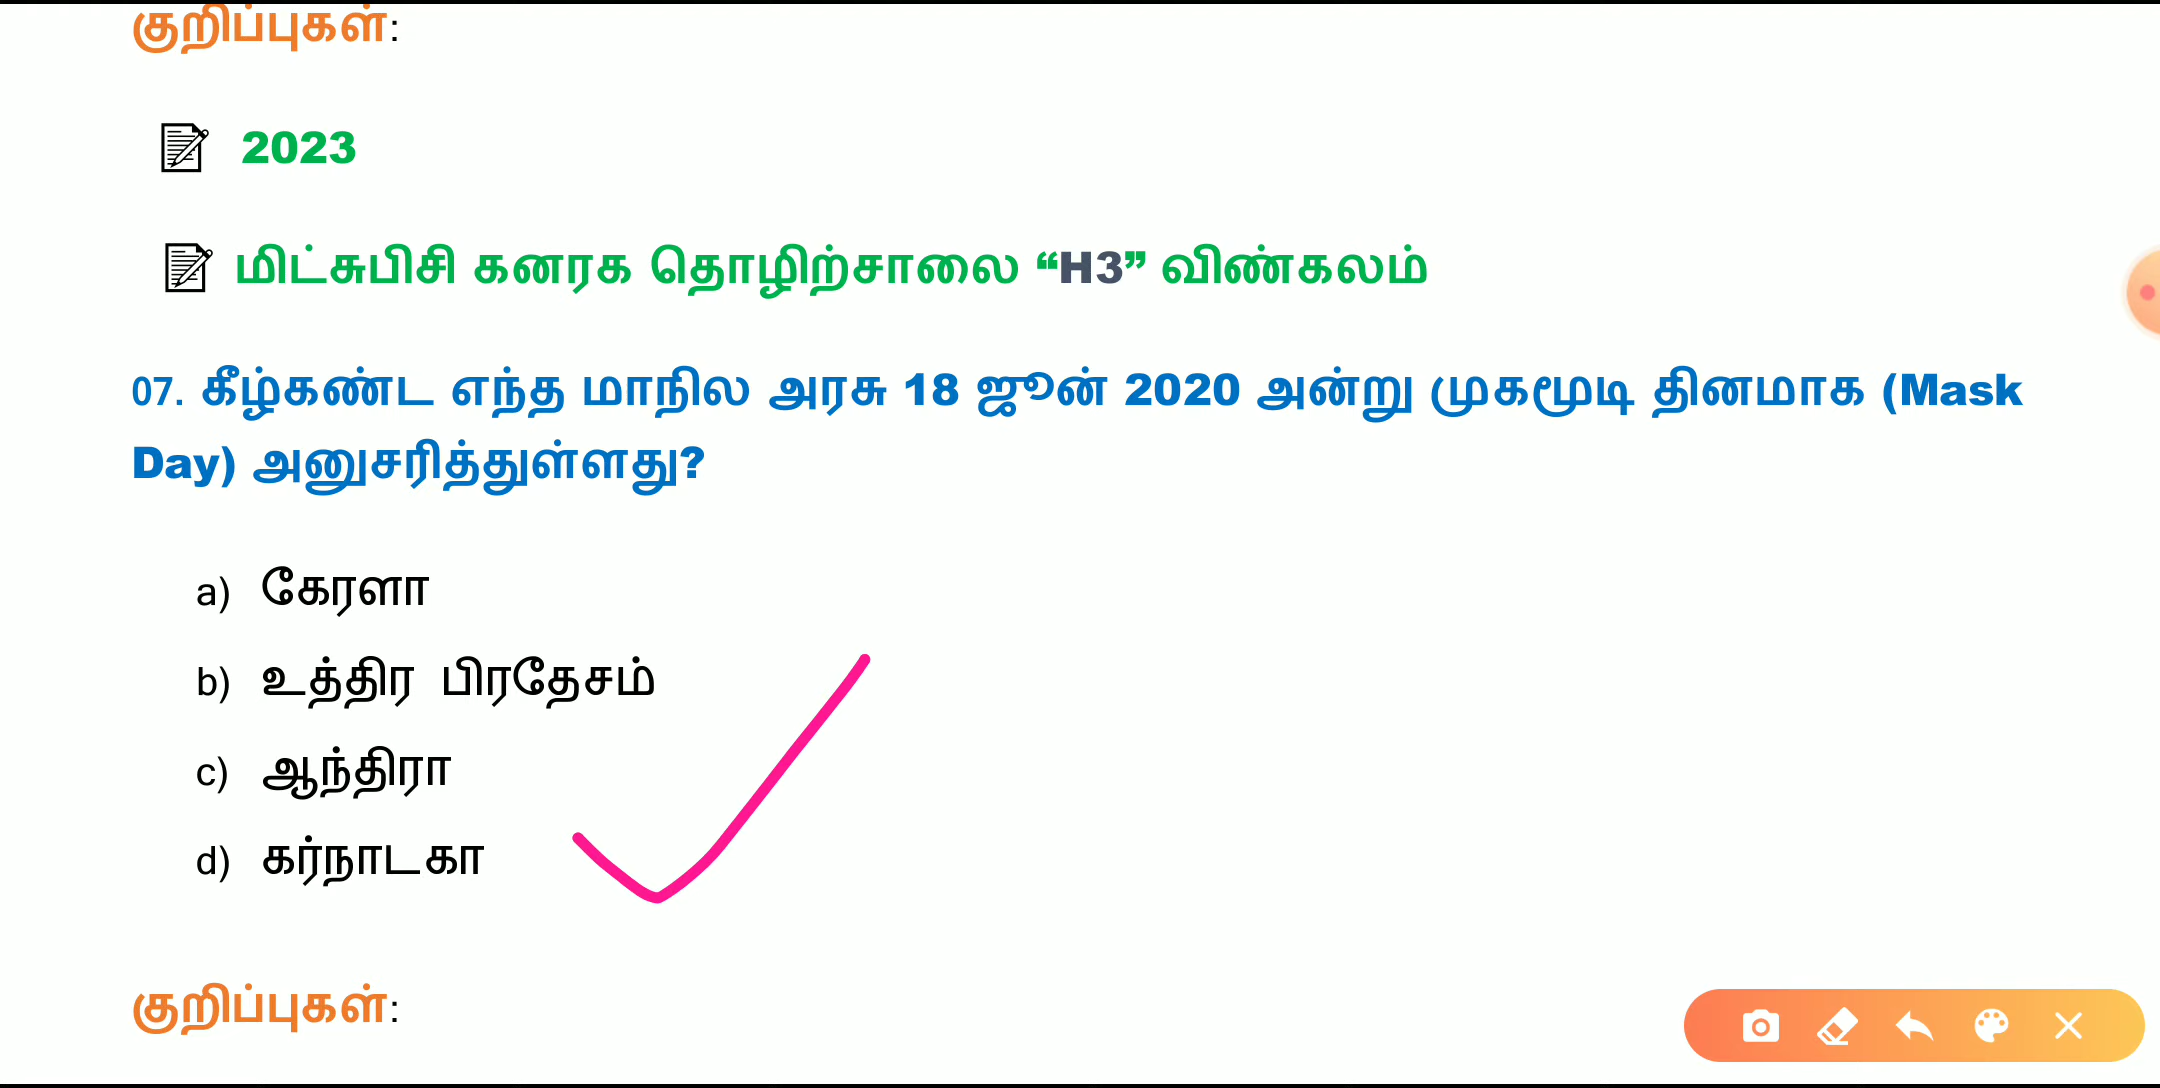 குறிப்புகள்:
2023
மிட்சுபிசி கனரக தொழிற்சாலை “H3” விண்கலம்
07. கீழ்கண்ட எந்த மாநில அரசு 18 ஜூன் 2020 அன்று முகமூடி தினமாக (Mask
Day) அனுசரித்துள்ளது?
a) கேரளா
b) உத்திர பிரதேசம்
c) ஆந்திரா
d) கர்நாடகா
குறிப்புகள்: